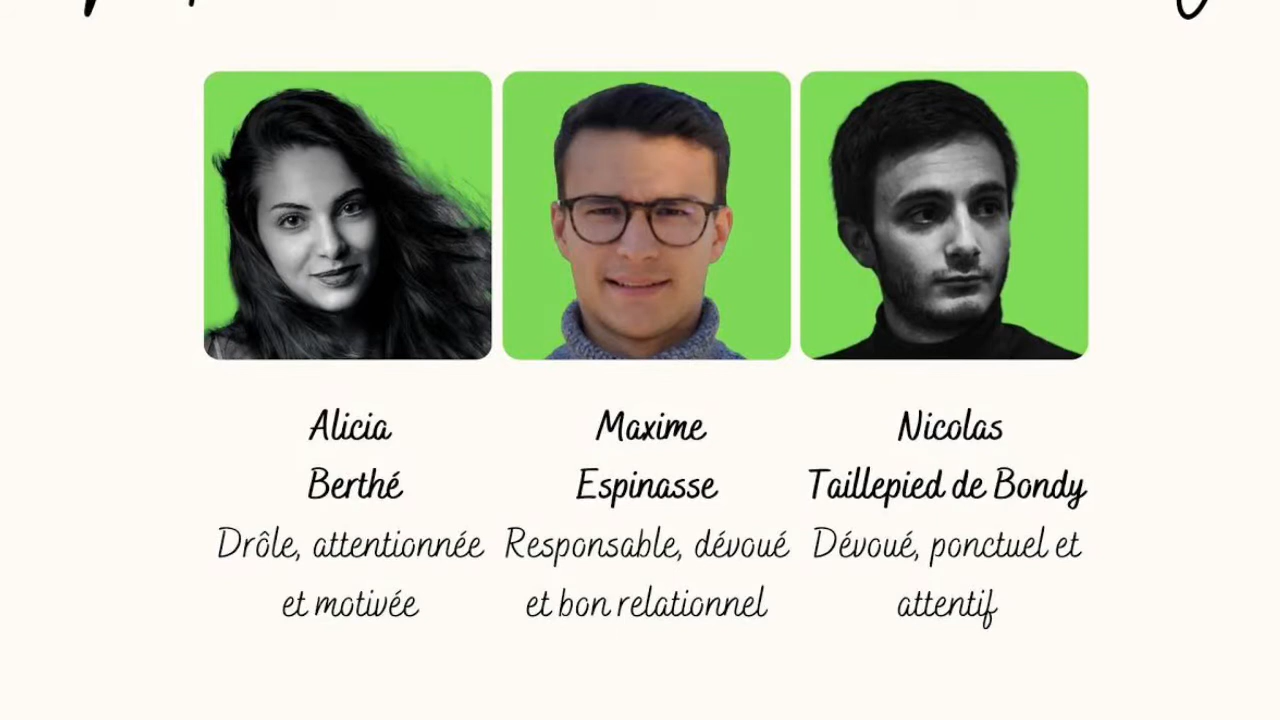 Alicia
Berthé
Drôle, attentionnée
et motivée
Maxime
Espinasse
Responsable, dévoué
et bon relationnel
Nicolas
Taillepied de Bondy
Dévoué, ponctuel et
attentif